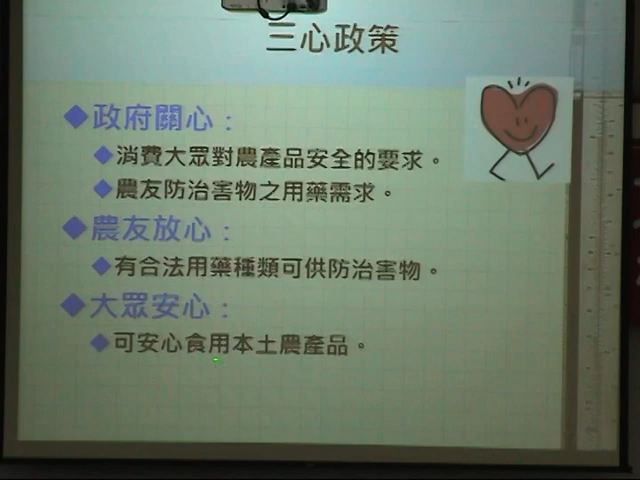 三心政策
◆政府關心：
◆消費大眾對農產品安全的要求。
◆農友防治害物之用藥需求。
◆農友放心：
◆有合法用藥種類可供防治害物。
◆大眾安心：
◆可安心食用本土農產品。